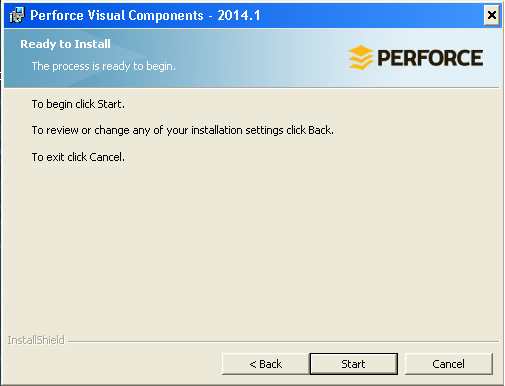 Perforce Visual Components - 2014.1
Ready to Install
The process is ready to begin.
PERFORCE
To begin click Start.
To review or change any of your installation settings click Back.
To exit click Cancel.
InstallShield
< Back
Start
Cancel